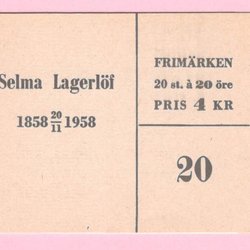 Selma Lagerlöf
1858 20/11 1958
FRIMÄRKEN
20 st. à 20 öre
PRIS 4 KR
20